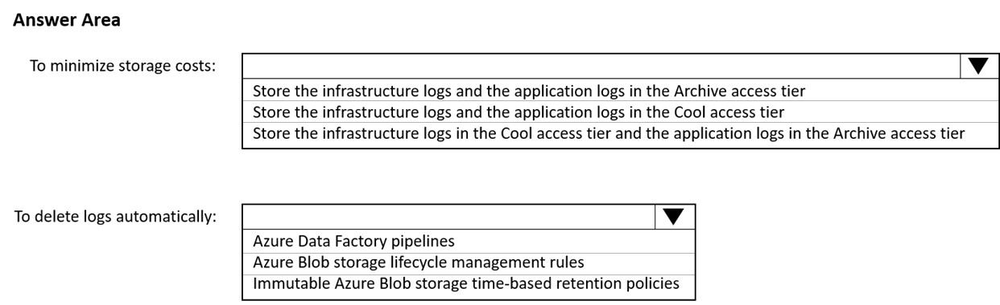 Answer Area
To minimize storage costs:
Store the infrastructure logs and the application logs in the Archive access tier
Store the infrastructure logs and the application logs in the Cool access tier
Store the infrastructure logs in the Cool access tier and the application logs in the Archive access tier
To delete logs automatically:
Azure Data Factory pipelines
Azure Blob storage lifecycle management rules
Immutable Azure Blob storage time-based retention policies